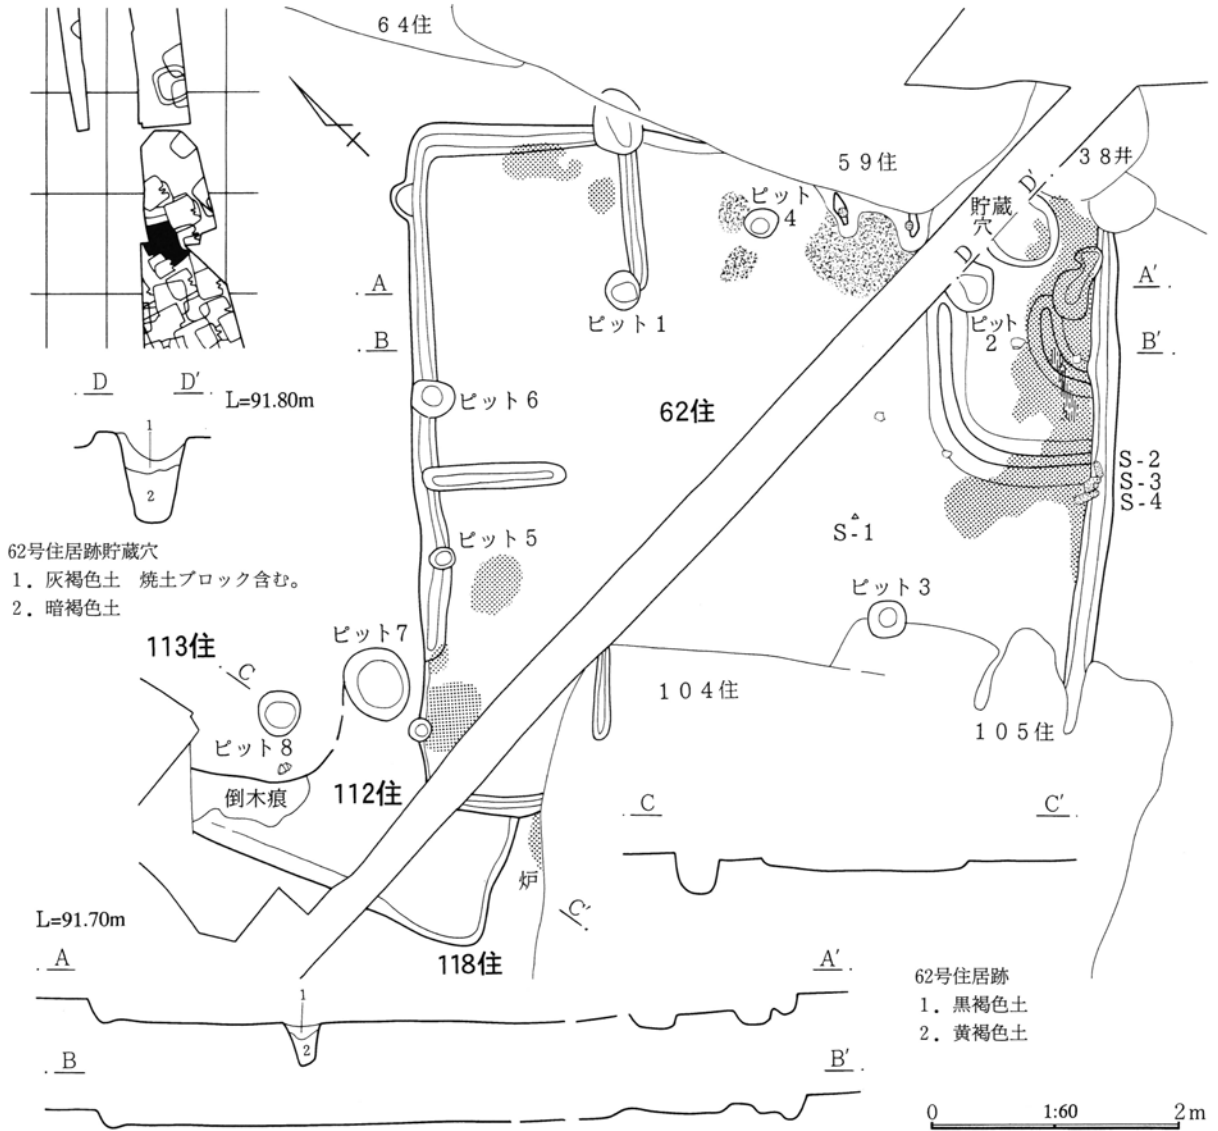 ６４住
５９住
３８井
ピット
４
貯蔵
穴
D'
D
A
A'
ピット１
ピット
２
B
B'
D
D'
L=91.80m
1
2
ピット６
62住
S-2
S-3
S-4
S-1
ピット５
ピット３
62号住居跡貯蔵穴
1．灰褐色土　焼土ブロック含む。
2．暗褐色土
113住
C
ピット７
１０４住
ピット８
１０５住
倒木痕
112住
C
C'
炉
C'
L=91.70m
118住
A
A'
1
2
62号住居跡
1．黒褐色土
2．黄褐色土
B
B'
0
1:60
2m